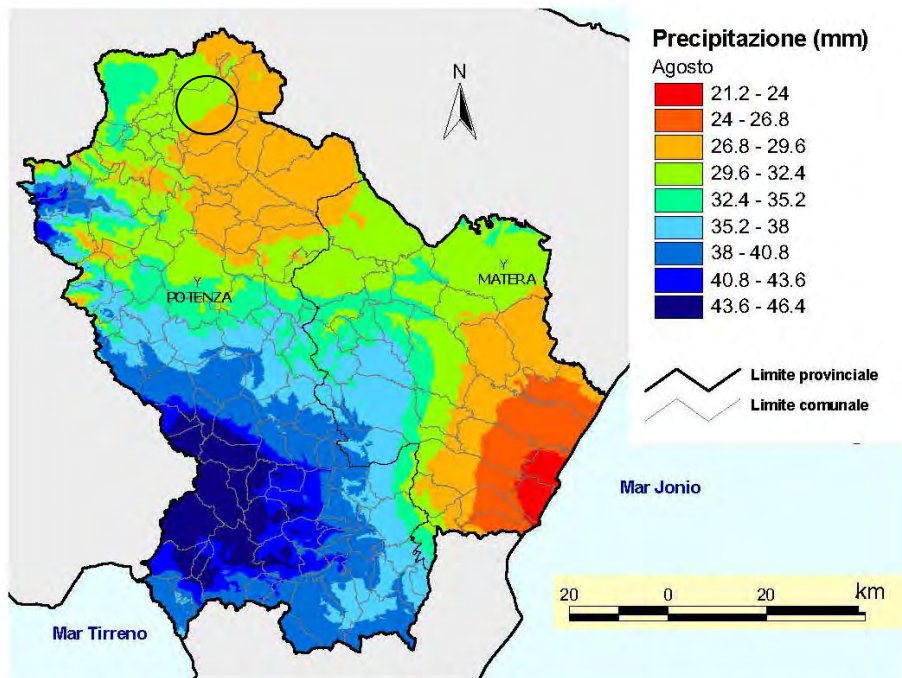 Precipitazione (mm)
Agosto
21.2 - 24
24 - 26.8
26.8 - 29.6
29.6 - 32.4
32.4 - 35.2
35.2 - 38
38 - 40.8
40.8 - 43.6
43.6 - 46.4
Limite provinciale
Limite comunale
N
Y
POTENZA
Y
MATERA
Mar Jonio
Mar Tirreno
20 0 20 km